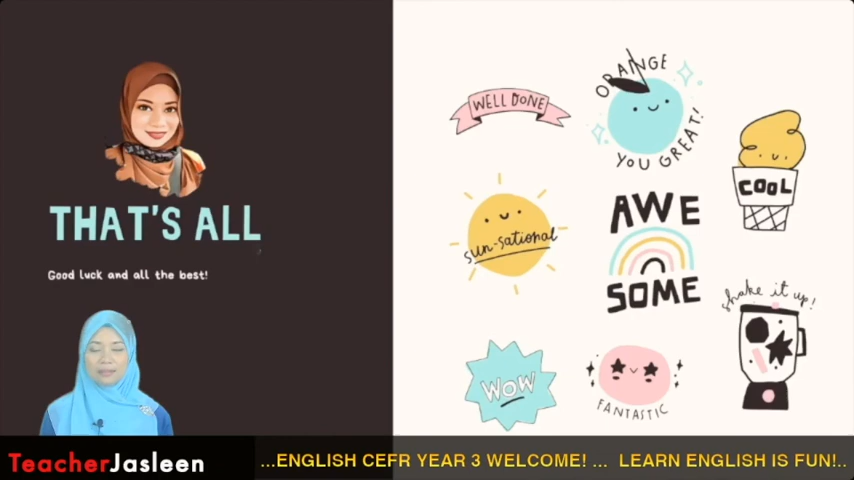 THAT'S ALL
Good luck and all the best!
WELL DONE
ORANGE
YOU GREAT!
COOL
sun-sational
AWE
SOME
shake it up!
WOW
FANTASTIC
TeacherJasleen
...ENGLISH CEFR YEAR 3 WELCOME! ... LEARN ENGLISH IS FUN!..